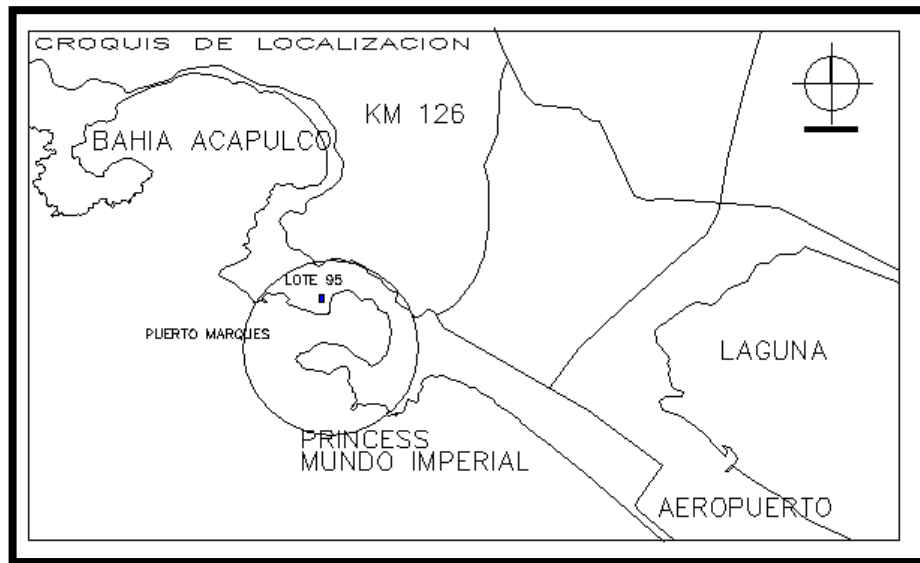 CROQUIS DE LOCALIZACION
KM 126
BAHIA ACAPULCO
LOTE 95
PUERTO MARQUES
LAGUNA
PRINCESS
MUNDO IMPERIAL
AEROPUERTO